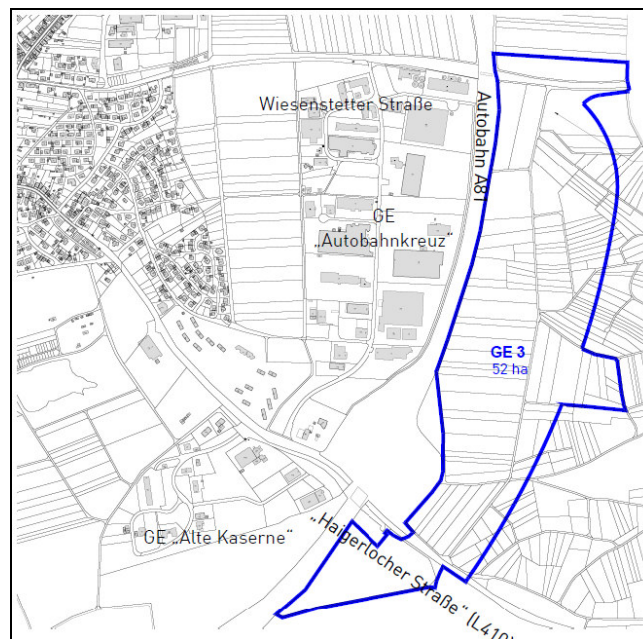 Wiesenstetter Straße
Autobahn A81
GE
„Autobahnkreuz“
GE 3
52 ha
GE „Alte Kaserne“
„Haigerlocher Straße“ (L410)